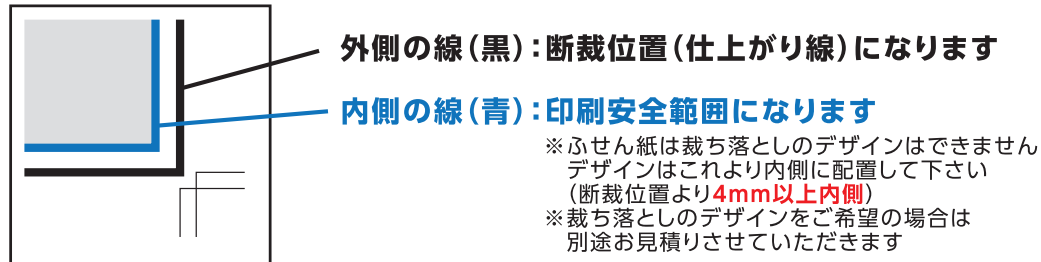 外側の線（黒）：断裁位置（仕上がり線）になります
内側の線（青）：印刷安全範囲になります
※ふせん紙は裁ち落としのデザインはできません
デザインはこれより内側に配置して下さい
（断裁位置より4mm以上内側）
※裁ち落としのデザインをご希望の場合は
別途お見積りさせていただきます